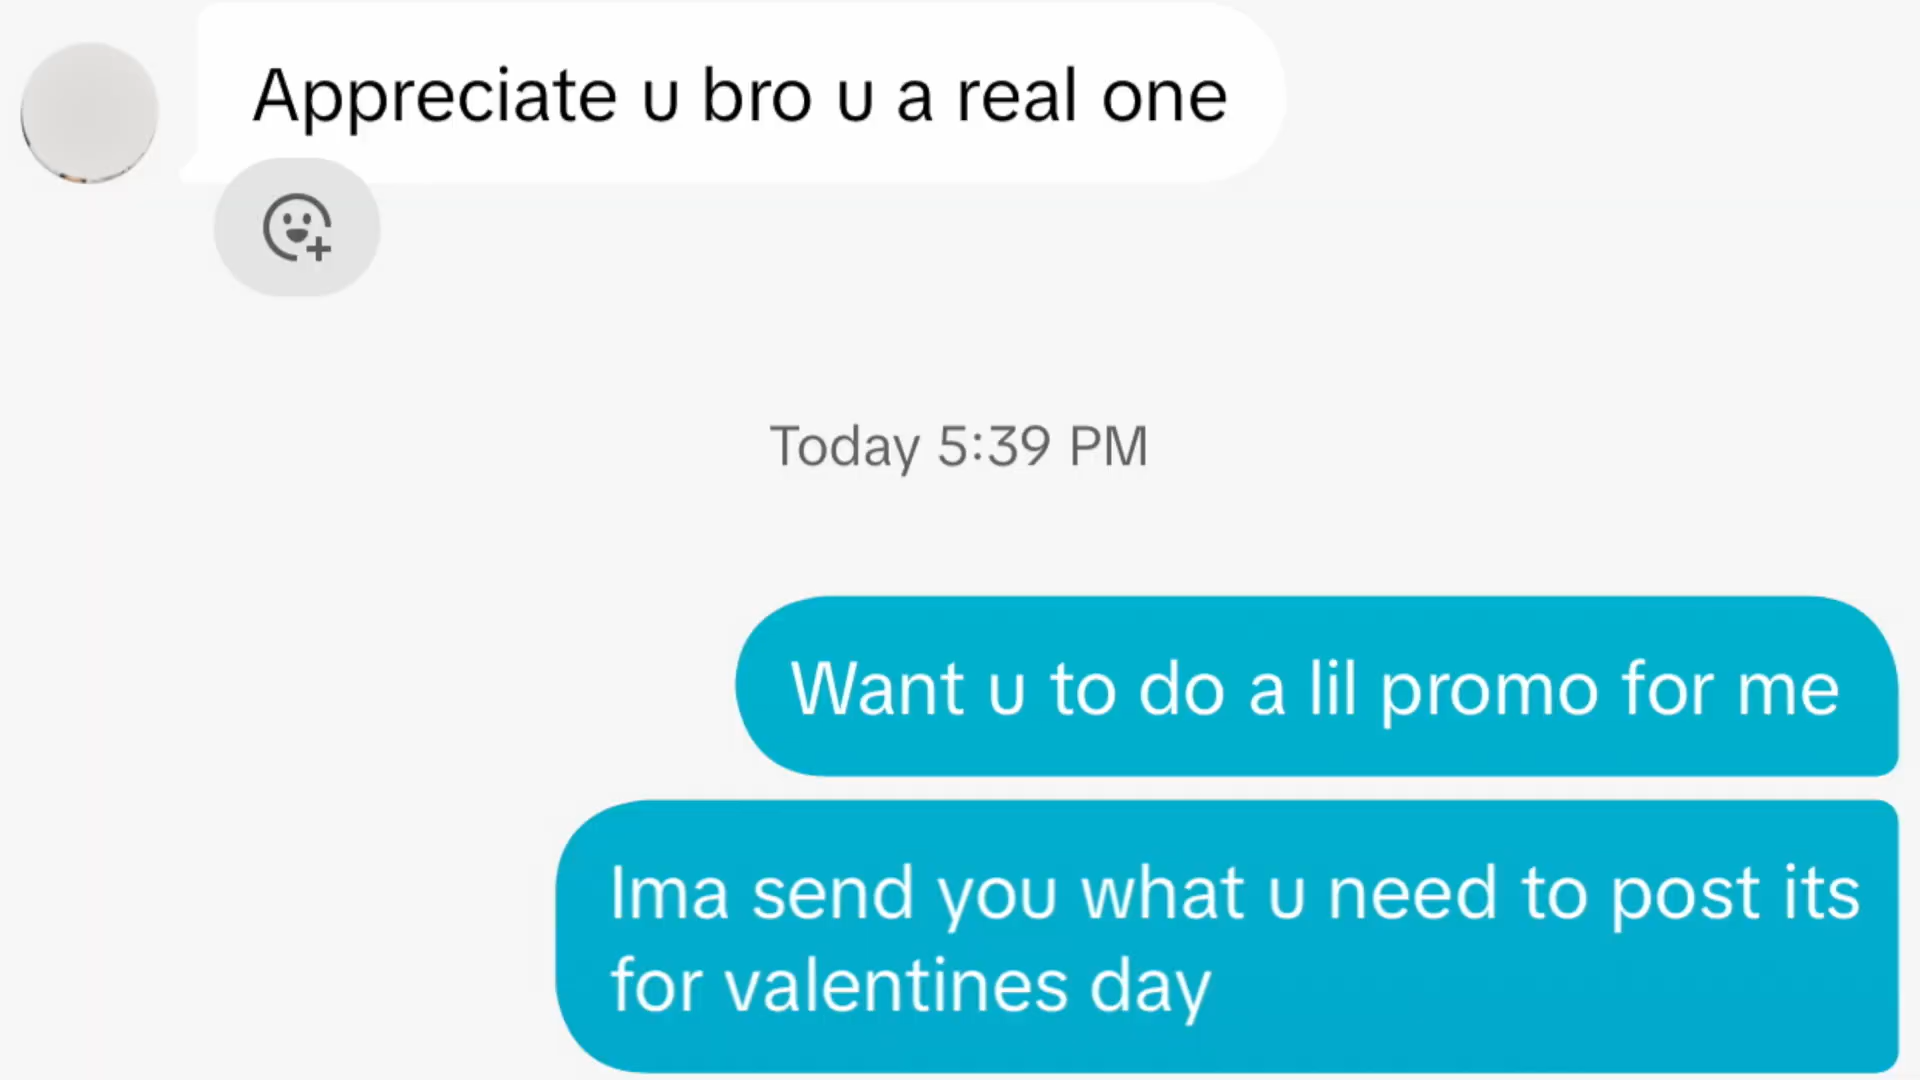 Appreciate u bro u a real one
Today 5:39 PM
Want u to do a lil promo for me
Ima send you what u need to post its
for valentines day